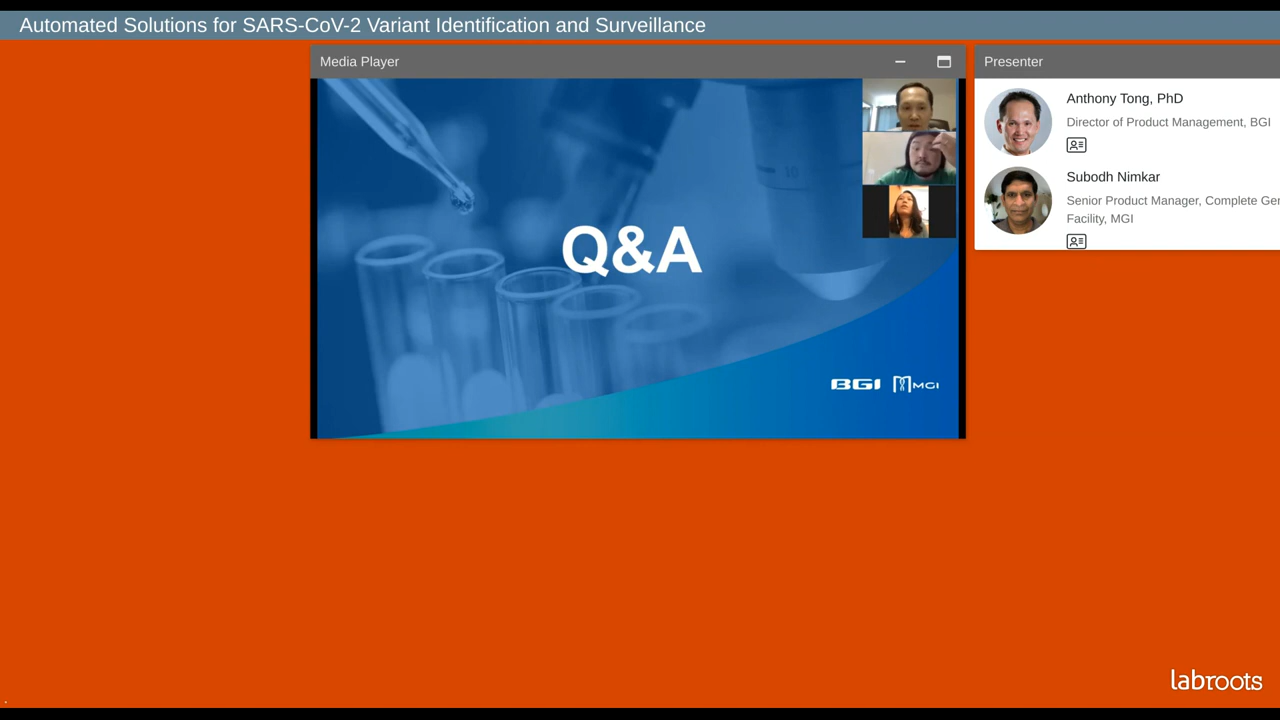 Automated Solutions for SARS-CoV-2 Variant Identification and Surveillance
Media Player
Q&A
BGI MGI
Presenter
Anthony Tong, PhD
Director of Product Management, BGI
Subodh Nimkar
Senior Product Manager, Complete Ge
Facility, MGI
labroots